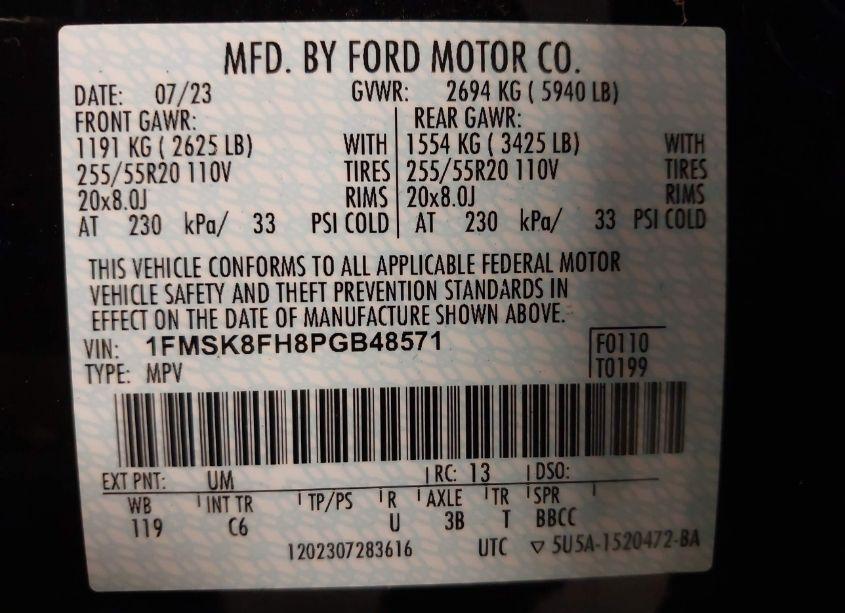 MFD. BY FORD MOTOR CO.
DATE: 07/23 GVWR: 2694 KG ( 5940 LB)
FRONT GAWR: REAR GAWR:
1191 KG ( 2625 LB) WITH 1554 KG ( 3425 LB) WITH
255/55R20 110V TIRES 255/55R20 110V TIRES
20x8.0J RIMS 20x8.0J RIMS
AT 230 kPa/ 33 PSI COLD AT 230 kPa/ 33 PSI COLD
THIS VEHICLE CONFORMS TO ALL APPLICABLE FEDERAL MOTOR
VEHICLE SAFETY AND THEFT PREVENTION STANDARDS IN
EFFECT ON THE DATE OF MANUFACTURE SHOWN ABOVE.
VIN: 1FMSK8FH8PGB48571 F0110
TYPE: MPV T0199
EXT PNT: UM RC: 13 DSO:
WB INT TR TP/PS R AXLE TR SPR
119 C6 U 3B T BBCC
1202307283616 UTC ▽ 5U5A-1520472-BA